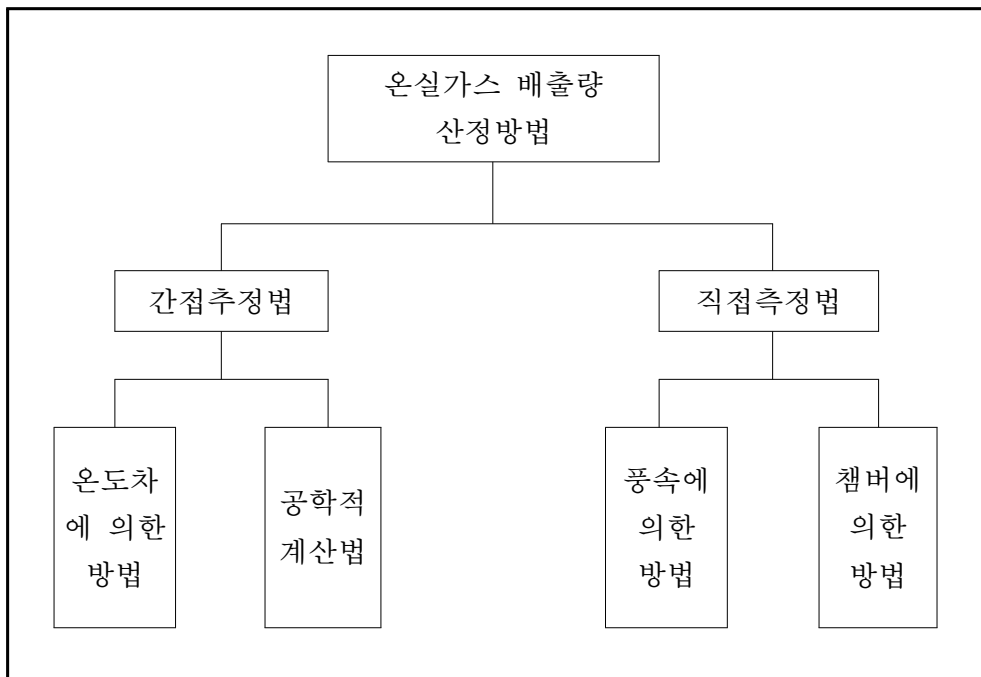 온실가스 배출량
산정방법
간접추정법
직접측정법
온도차
에 의한
방법
공학적
계산법
풍속에
의한
방법
챔버에
의한
방법